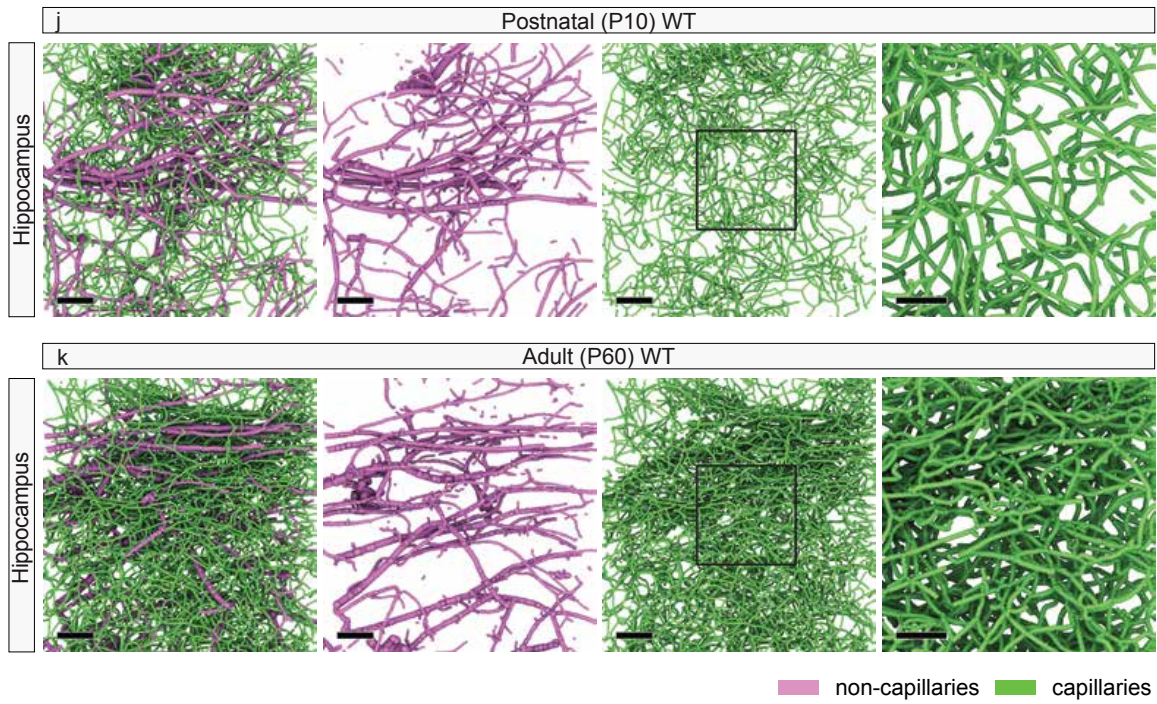 j
Postnatal (P10) WT
Hippocampus
k
Adult (P60) WT
Hippocampus
non-capillaries
capillaries